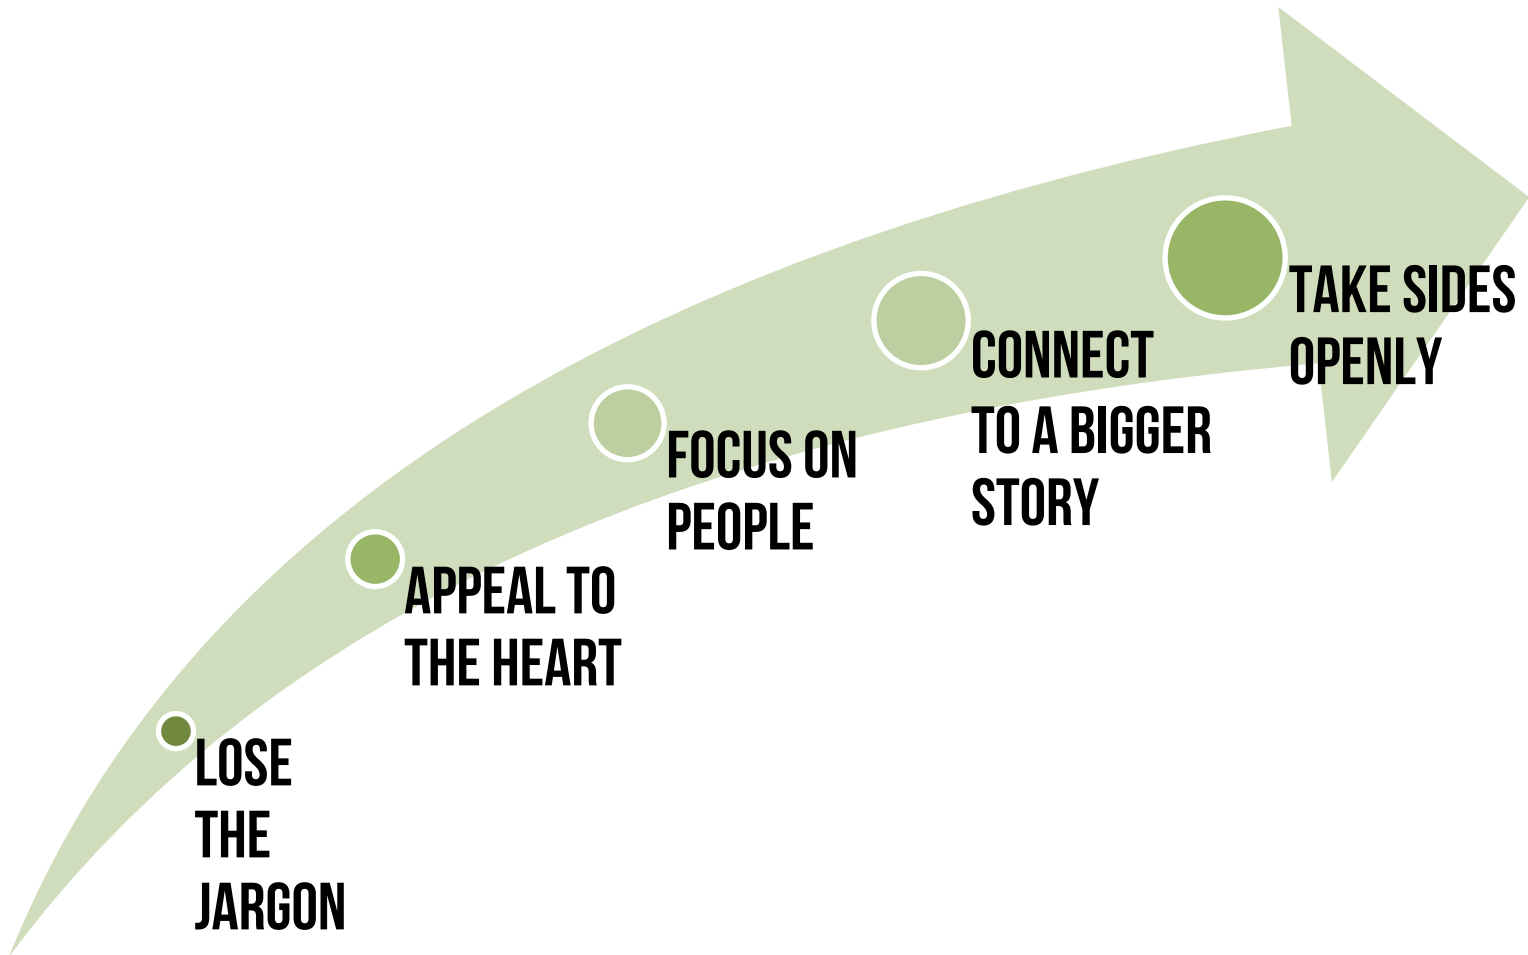 LOSE
THE
JARGON
APPEAL TO
THE HEART
FOCUS ON
PEOPLE
CONNECT
TO A BIGGER
STORY
TAKE SIDES
OPENLY